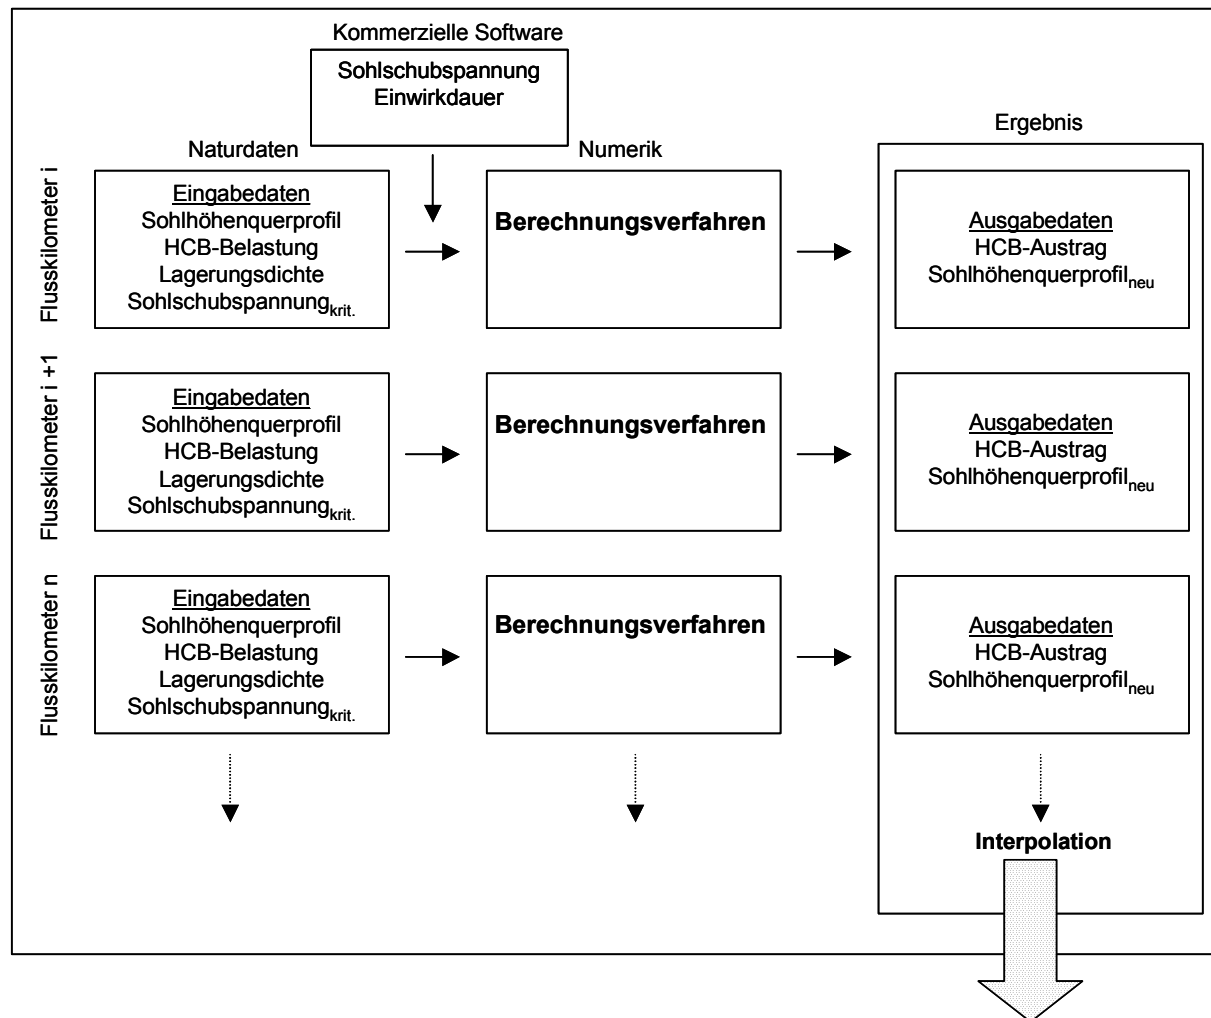 Kommerzielle Software
Sohlschubspannung
Einwirkdauer
Naturdaten
Numerik
Ergebnis
Flusskilometer i
Eingabedaten
Sohlhöhenquerprofil
HCB-Belastung
Lagerungsdichte
Sohlschubspannungkrit.
Berechnungsverfahren
Ausgabedaten
HCB-Austrag
Sohlhöhenquerprofilneu
Flusskilometer i +1
Eingabedaten
Sohlhöhenquerprofil
HCB-Belastung
Lagerungsdichte
Sohlschubspannungkrit.
Berechnungsverfahren
Ausgabedaten
HCB-Austrag
Sohlhöhenquerprofilneu
Flusskilometer n
Eingabedaten
Sohlhöhenquerprofil
HCB-Belastung
Lagerungsdichte
Sohlschubspannungkrit.
Berechnungsverfahren
Ausgabedaten
HCB-Austrag
Sohlhöhenquerprofilneu
Interpolation